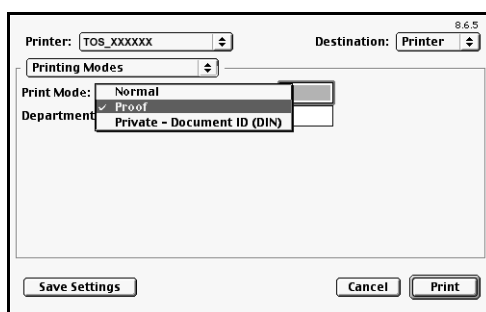 8.6.5
Printer: TOS_XXXXXX Destination: Printer
Printing Modes
Print Mode: Normal
Department Proof
Private - Document ID (DIN)
Save Settings Cancel Print